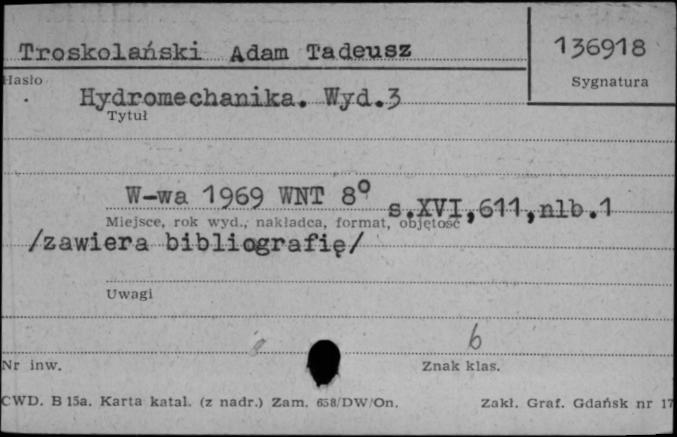 Troskolański Adam Tadeusz
136918
Hasło
Sygnatura
Hydromechanika. Wyd.3
Tytuł
W-wa 1969 WNT 8° s.XVI,611,nlb.1
Miejsce, rok wyd., nakładca, format, objętość
/zawiera bibliografię/
Uwagi
6
Nr inw.
Znak klas.
CWD. B 15a. Karta katal. (z nadr.) Zam. 658/DW/On.
Zakł. Graf. Gdańsk nr 17